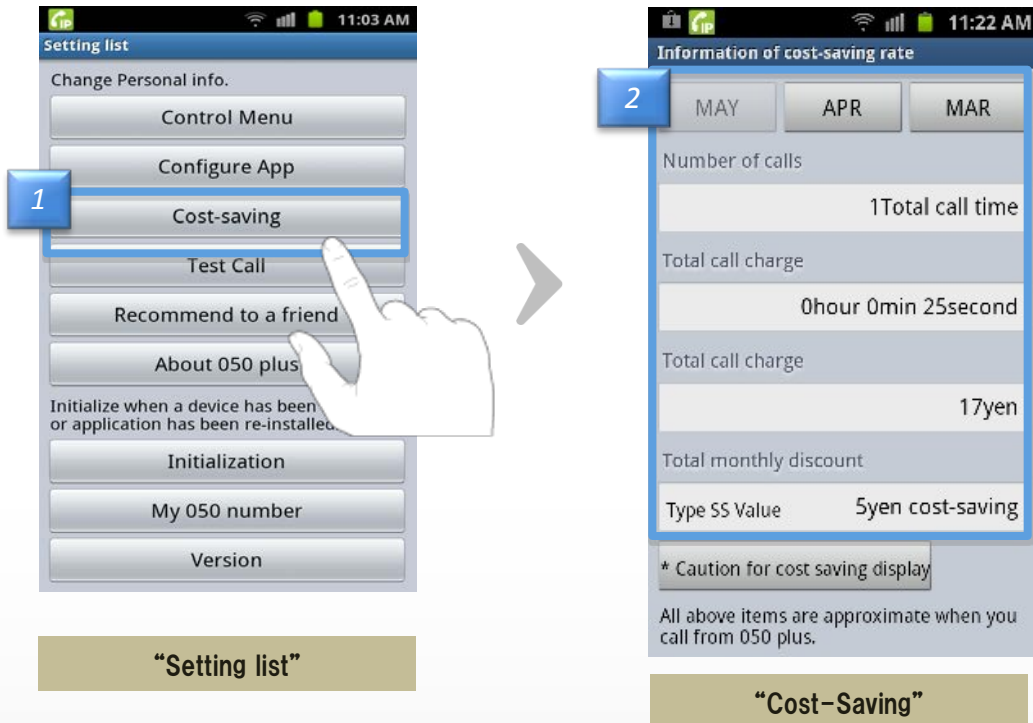 11:03 AM
Setting list
Change Personal info.
Control Menu
Configure App
1
Cost-saving
Test Call
Recommend to a friend
About 050 plus
Initialize when a device has been
or application has been re-installed.
Initialization
My 050 number
Version
“Setting list”
iP
11:22 AM
Information of cost-saving rate
2
MAY
APR
MAR
Number of calls
1Total call time
Total call charge
0hour 0min 25second
Total call charge
17yen
Total monthly discount
Type SS Value
5yen cost-saving
* Caution for cost saving display
All above items are approximate when you
call from 050 plus.
“Cost-Saving”